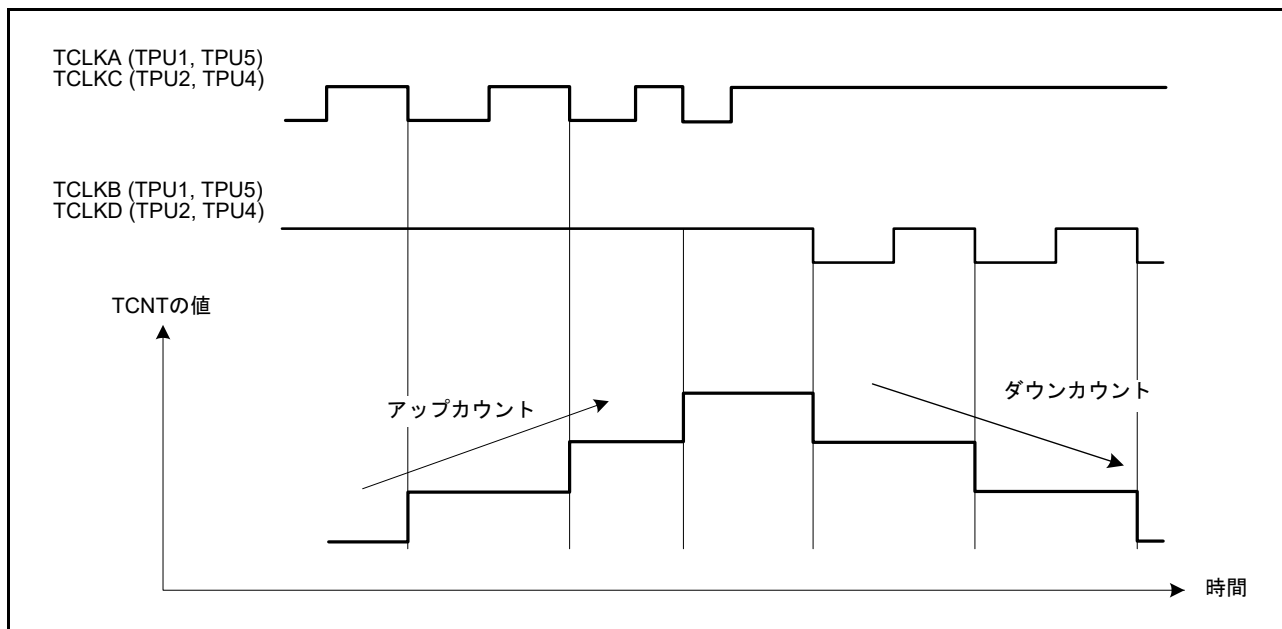 TCLKA (TPU1, TPU5)
TCLKC (TPU2, TPU4)
TCLKB (TPU1, TPU5)
TCLKD (TPU2, TPU4)
TCNTの値
アップカウント
ダウンカウント
時間